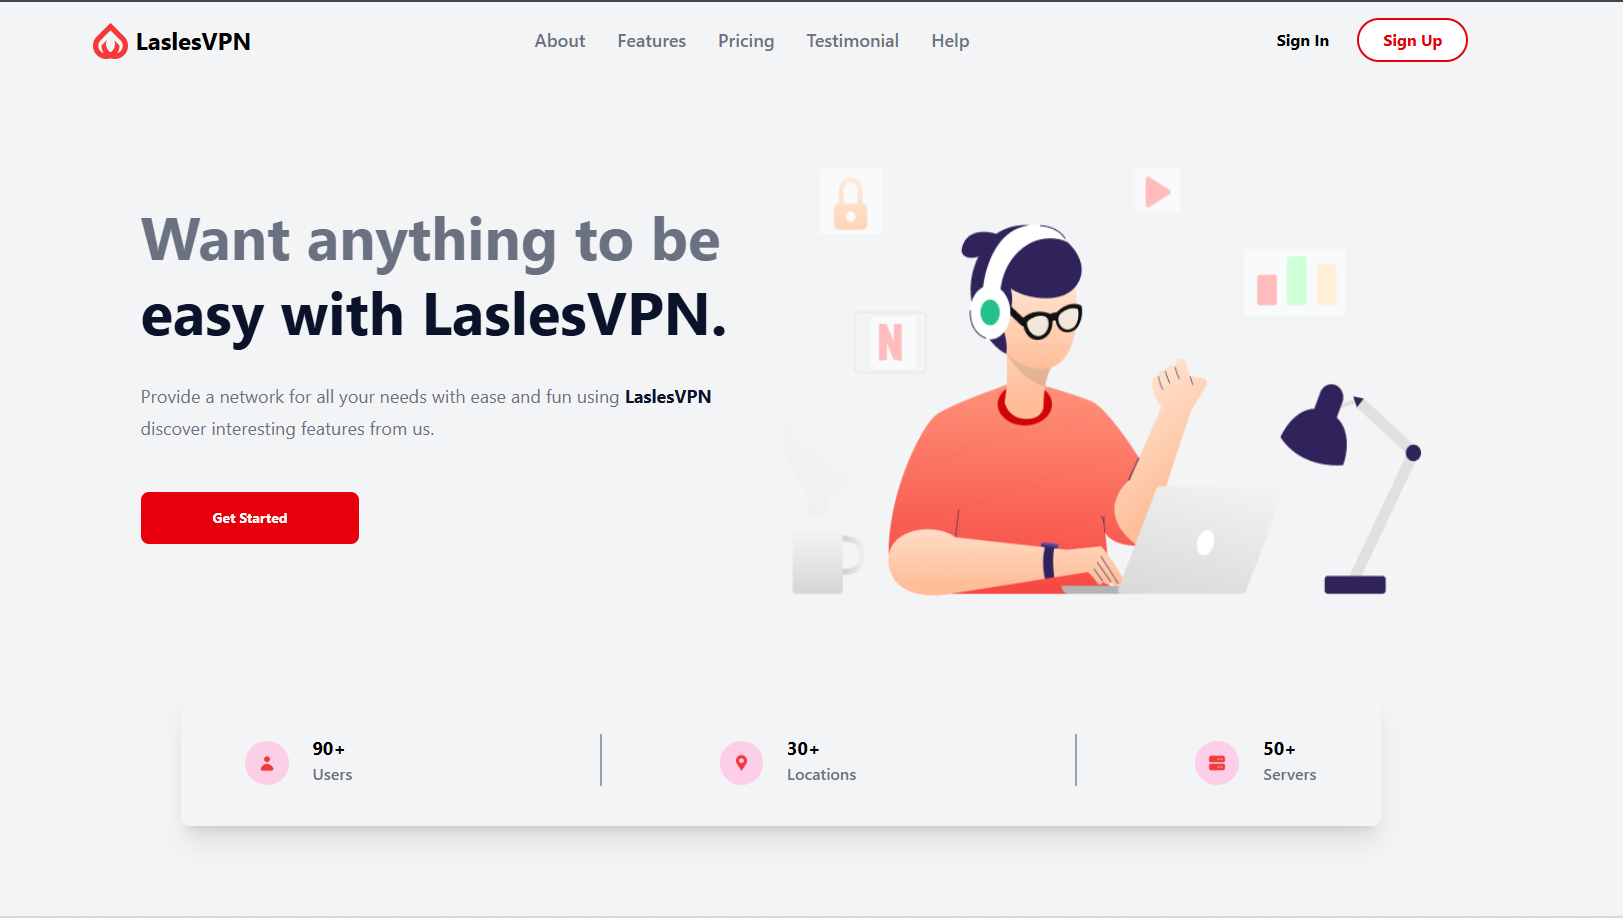 LaslesVPN
About
Features
Pricing
Testimonial
Help
Sign In
Sign Up
Want anything to be
easy with LaslesVPN.
Provide a network for all your needs with ease and fun using LaslesVPN
discover interesting features from us.
Get Started
N
90+
Users
30+
Locations
50+
Servers